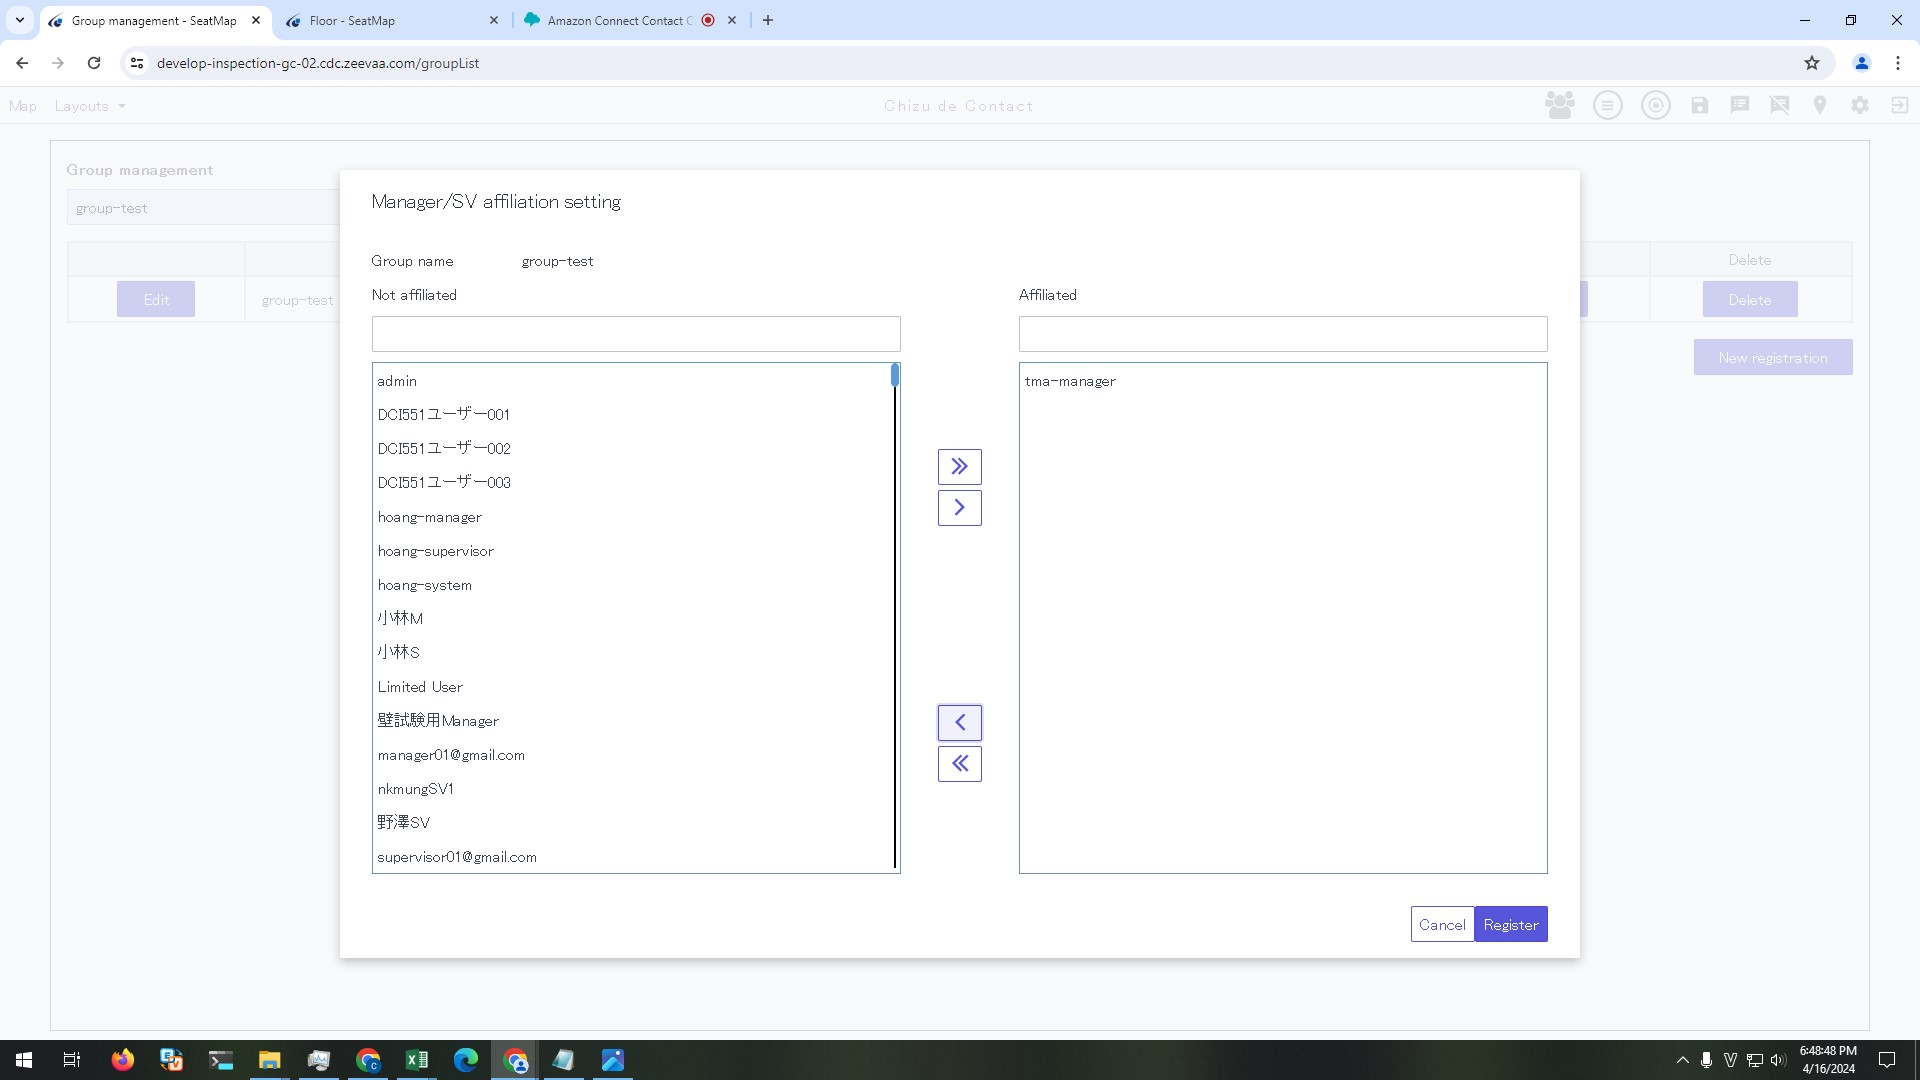 Group management - SeatMap
Floor - SeatMap
Amazon Connect Contact C
develop-inspection-gc-02.cdc.zeevaa.com/groupList
Map Layouts
Chizu de Contact
Group management
group-test
Delete
Edit
group-test
Delete
New registration
Manager/SV affiliation setting
Group name group-test
Not affiliated
Affiliated
admin
DCI551ユーザー001
DCI551ユーザー002
DCI551ユーザー003
hoang-manager
hoang-supervisor
hoang-system
小林M
小林S
Limited User
壁試験用Manager
manager01@gmail.com
nkmungSV1
野澤SV
supervisor01@gmail.com
tma-manager
Cancel
Register
6:48:48 PM
4/16/2024